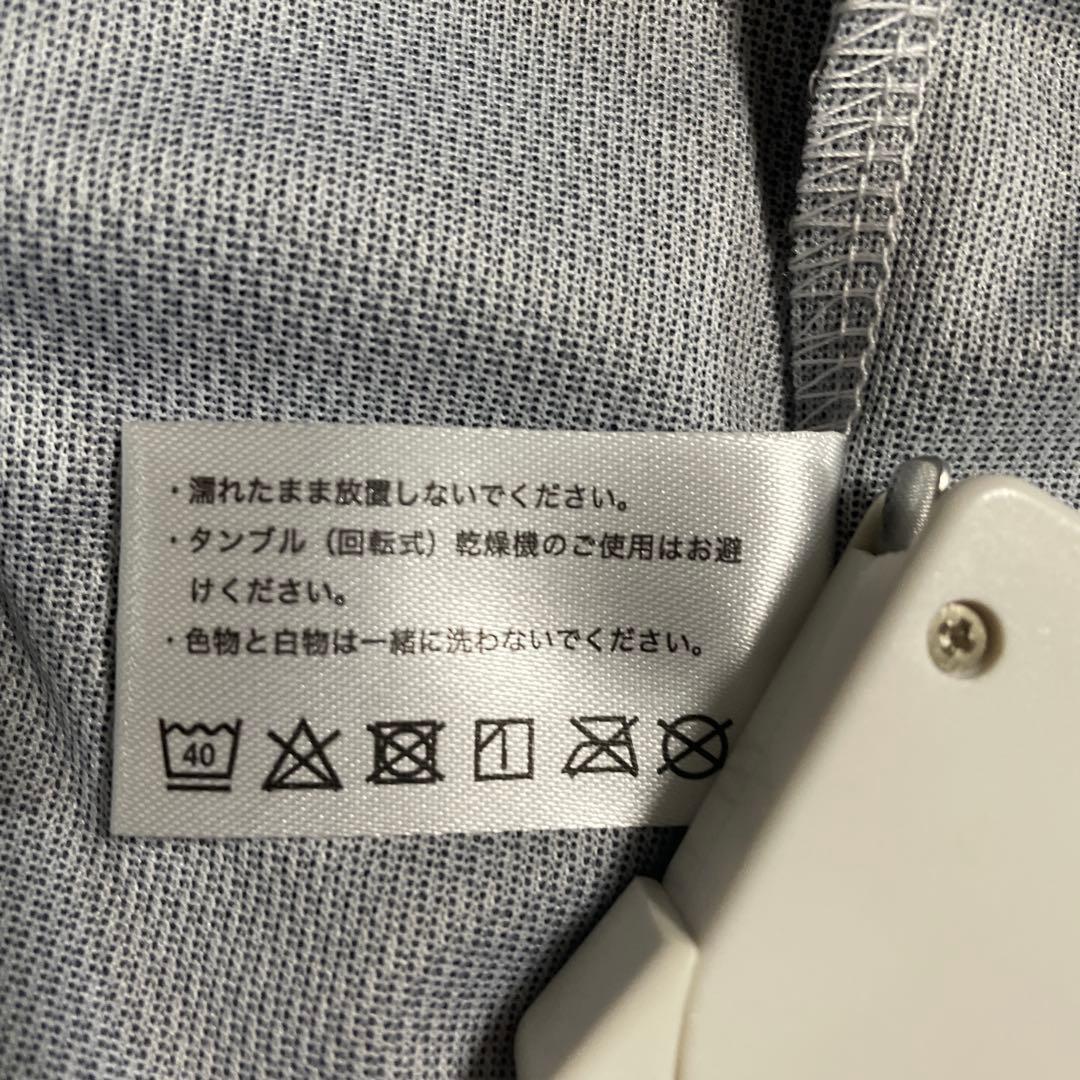 ・濡れたまま放置しないでください。
・タンブル（回転式）乾燥機のご使用はお避
けください。
・色物と白物は一緒に洗わないでください。
40